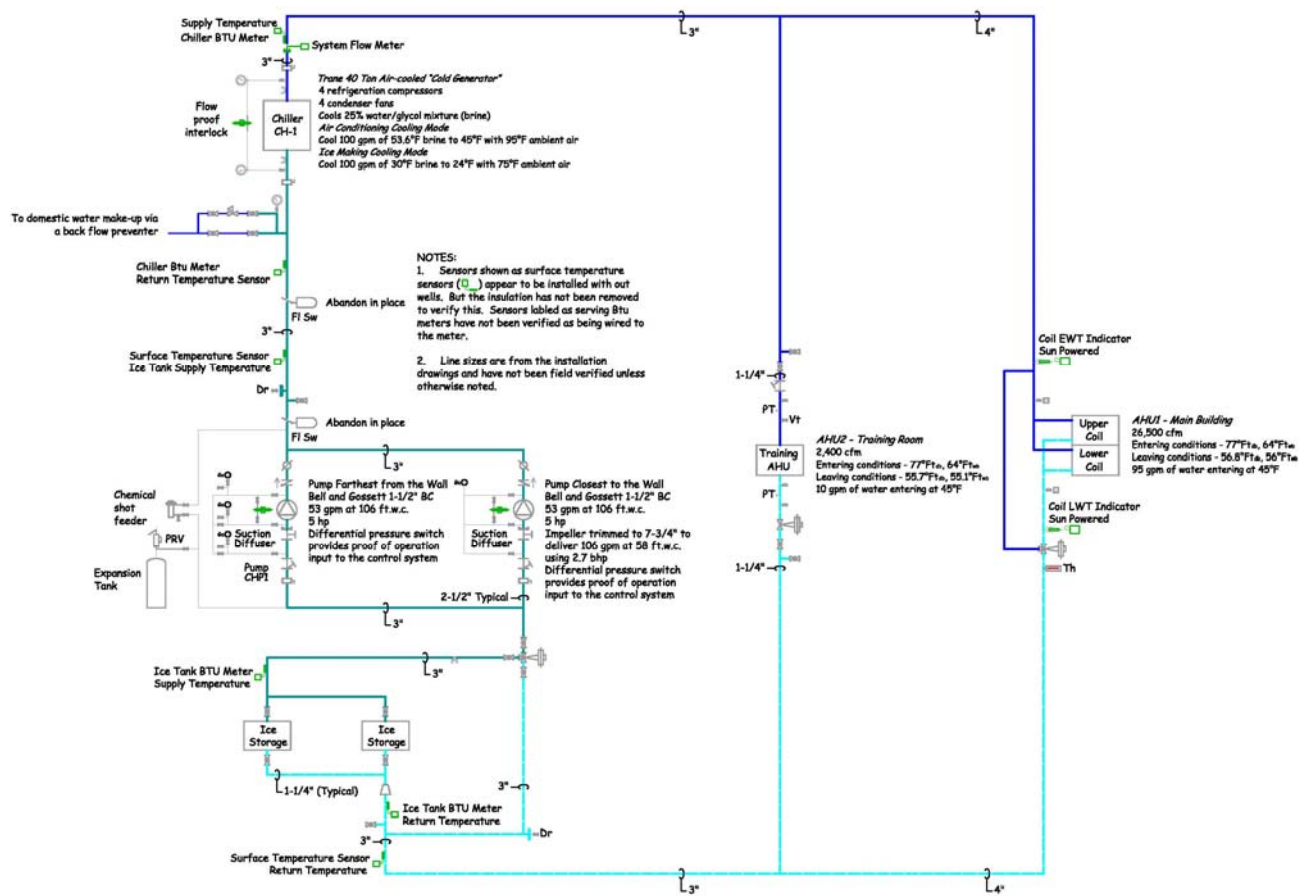 Supply Temperature
Chiller BTU Meter
System Flow Meter
3"
3"
4"
Trane 40 Ton Air-cooled "Cold Generator"
4 refrigeration compressors
4 condenser fans
Cools 25% water/glycol mixture (brine)
Air Conditioning Cooling Mode
Cool 100 gpm of 53.6°F brine to 45°F with 95°F ambient air
Ice Making Cooling Mode
Cool 100 gpm of 30°F brine to 24°F with 75°F ambient air
Flow
proof
interlock
Chiller
CH-1
To domestic water make-up via
a back flow preventer
Chiller Btu Meter
Return Temperature Sensor
Abandon in place
Fl Sw
3"
Surface Temperature Sensor
Ice Tank Supply Temperature
Dr
Abandon in place
Fl Sw
NOTES:
1. Sensors shown as surface temperature
sensors ( ) appear to be installed with out
wells. But the insulation has not been removed
to verify this. Sensors labled as serving Btu
meters have not been verified as being wired to
the meter.
2. Line sizes are from the installation
drawings and have not been field verified unless
otherwise noted.
3"
Chemical
shot
feeder
PRV
Expansion
Tank
Suction
Diffuser
Pump
CHP1
Pump Farthest from the Wall
Bell and Gossett 1-1/2" BC
53 gpm at 106 ft.w.c.
5 hp
Differential pressure switch
provides proof of operation
input to the control system
Suction
Diffuser
Pump Closest to the Wall
Bell and Gossett 1-1/2" BC
53 gpm at 106 ft.w.c.
5 hp
Impeller trimmed to 7-3/4" to
deliver 106 gpm at 58 ft.w.c.
using 2.7 bhp
Differential pressure switch
provides proof of operation
input to the control system
2-1/2" Typical
3"
1-1/4"
PT
Vt
Training
AHU
PT
1-1/4"
AHU2 - Training Room
2,400 cfm
Entering conditions - 77°Ftdb, 64°Ftwb
Leaving conditions - 55.7°Ftdb, 55.1°Ftwb
10 gpm of water entering at 45°F
Coil EWT Indicator
Sun Powered
Upper
Coil
Lower
Coil
AHU1 - Main Building
26,500 cfm
Entering conditions - 77°Ftdb, 64°Ftwb
Leaving conditions - 56.8°Ftdb, 56°Ftwb
95 gpm of water entering at 45°F
Coil LWT Indicator
Sun Powered
Th
Ice Tank BTU Meter
Supply Temperature
3"
Ice
Storage
Ice
Storage
1-1/4" (Typical)
3"
Ice Tank BTU Meter
Return Temperature
Dr
3"
Surface Temperature Sensor
Return Temperature
3"
4"